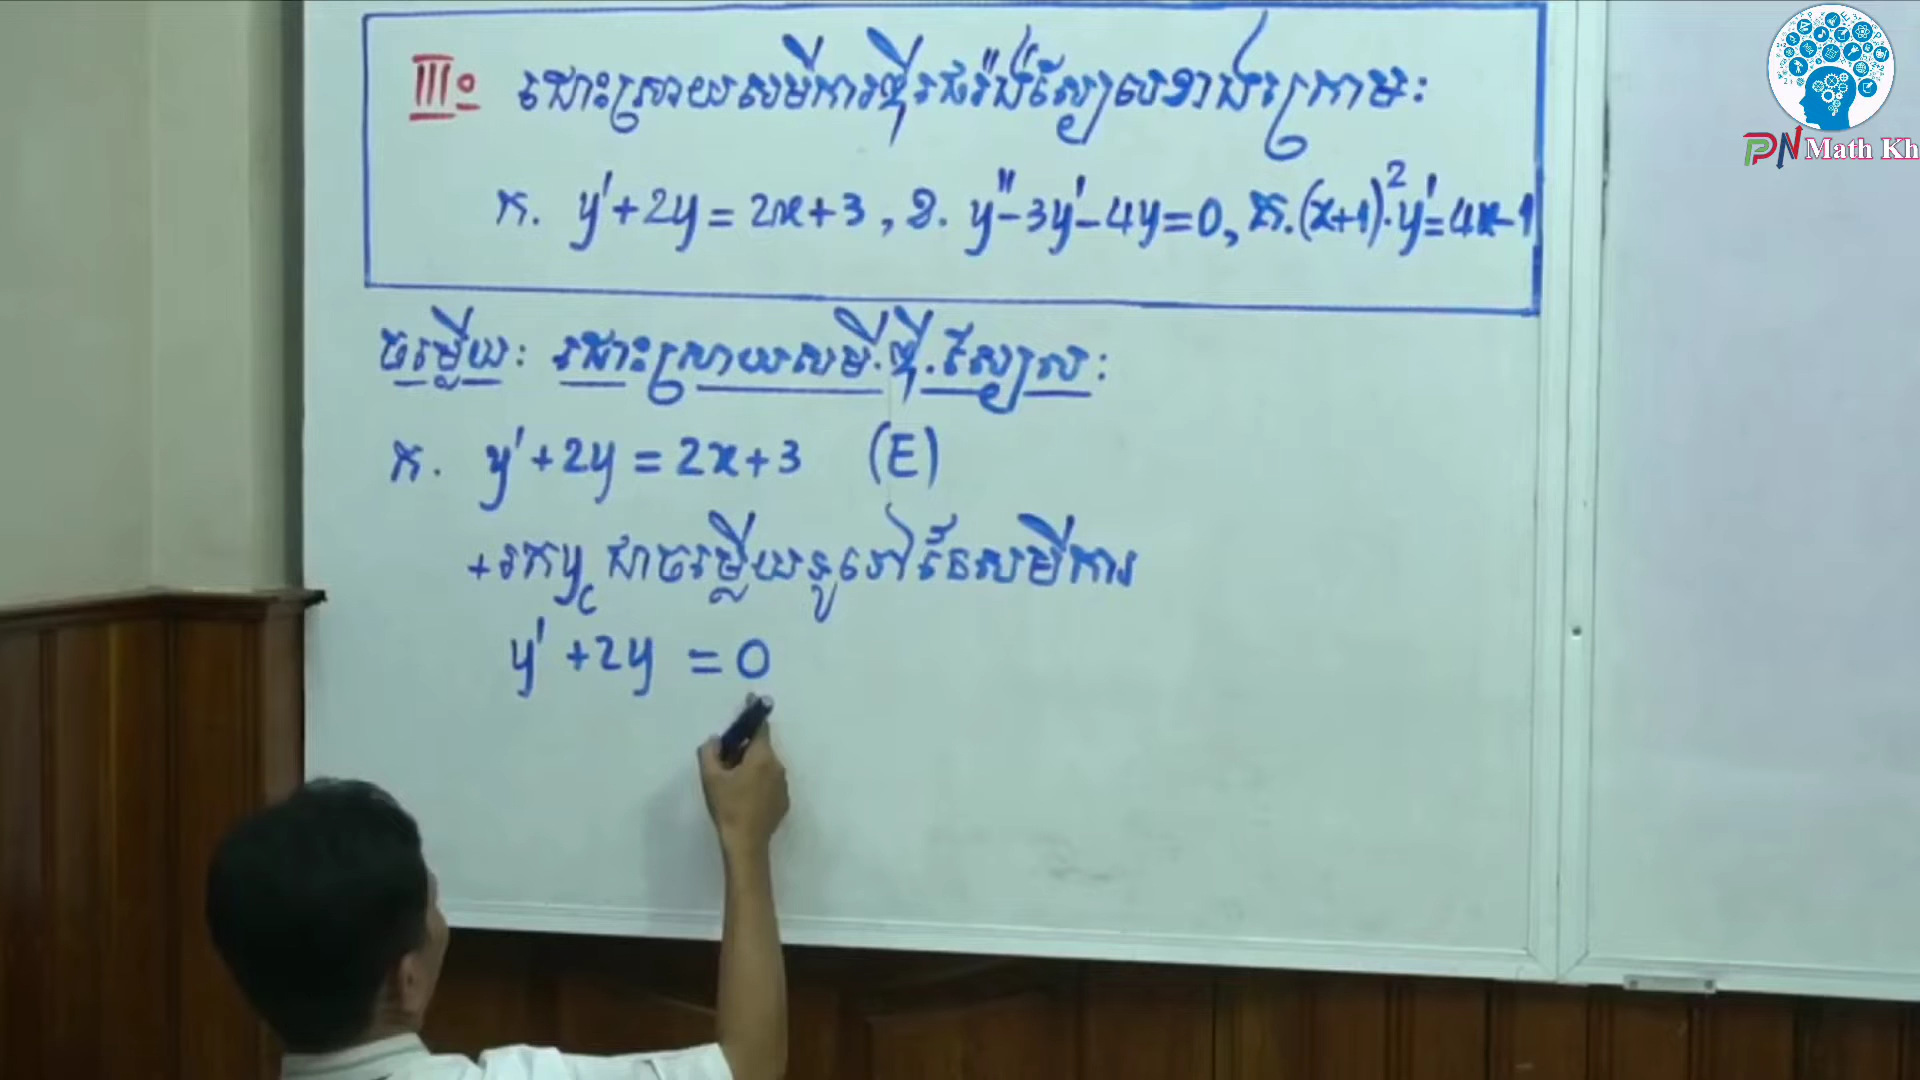 III. ដោះស្រាយសមីការឌីផេរ៉ង់ស្យែលខាងក្រោម:
ក. y' + 2y = 2x + 3 , ខ. y'' - 3y' - 4y = 0, គ. (x+1)².y' = 4x - 1
ចម្លើយ: ដោះស្រាយសមី.ឌី.ស្យែល:
ក. y' + 2y = 2x + 3 (E)
+ រក y_c ជាចម្លើយទូទៅនៃសមីការ
y' + 2y = 0
PN Math Kh